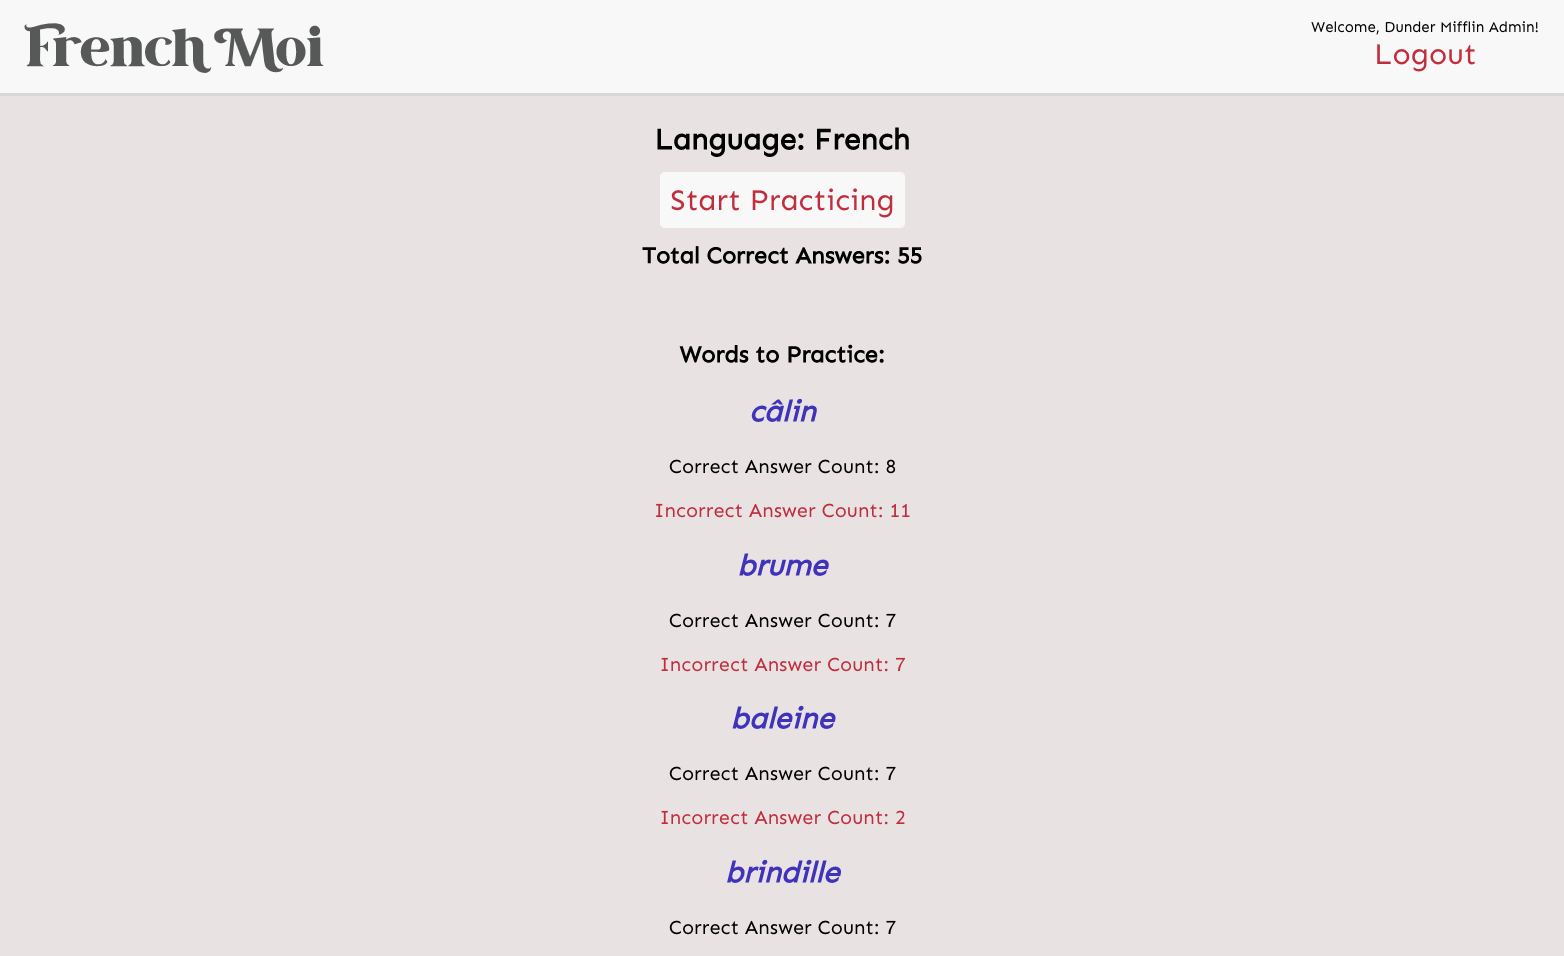 French Moi
Welcome, Dunder Mifflin Admin!
Logout
Language: French
Start Practicing
Total Correct Answers: 55
Words to Practice:
câlin
Correct Answer Count: 8
Incorrect Answer Count: 11
brume
Correct Answer Count: 7
Incorrect Answer Count: 7
baleine
Correct Answer Count: 7
Incorrect Answer Count: 2
brindille
Correct Answer Count: 7